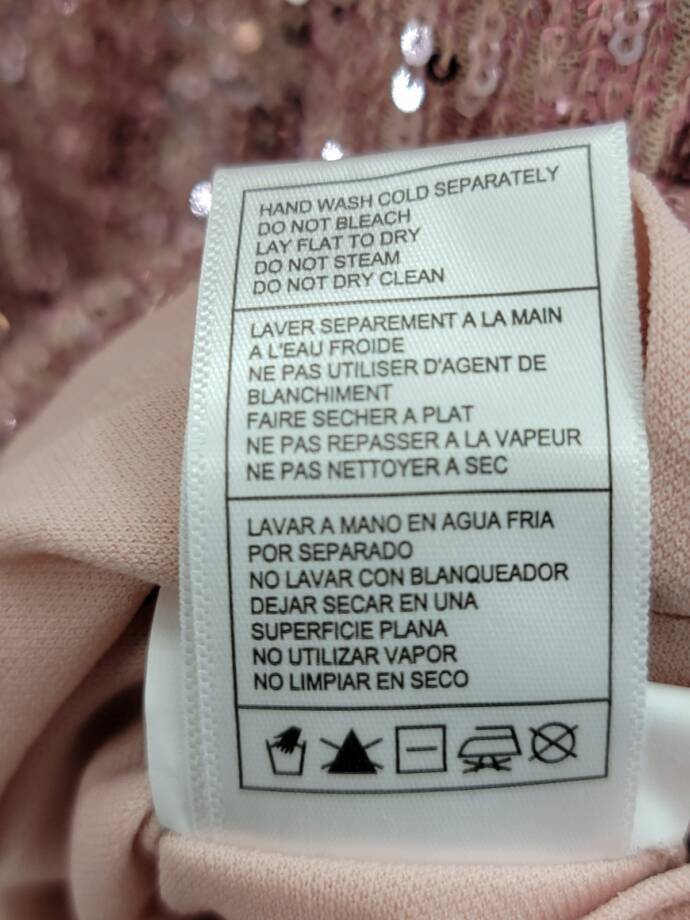 HAND WASH COLD SEPARATELY
DO NOT BLEACH
LAY FLAT TO DRY
DO NOT STEAM
DO NOT DRY CLEAN
LAVER SEPAREMENT A LA MAIN
A L'EAU FROIDE
NE PAS UTILISER D'AGENT DE
BLANCHIMENT
FAIRE SECHER A PLAT
NE PAS REPASSER A LA VAPEUR
NE PAS NETTOYER A SEC
LAVAR A MANO EN AGUA FRIA
POR SEPARADO
NO LAVAR CON BLANQUEADOR
DEJAR SECAR EN UNA
SUPERFICIE PLANA
NO UTILIZAR VAPOR
NO LIMPIAR EN SECO